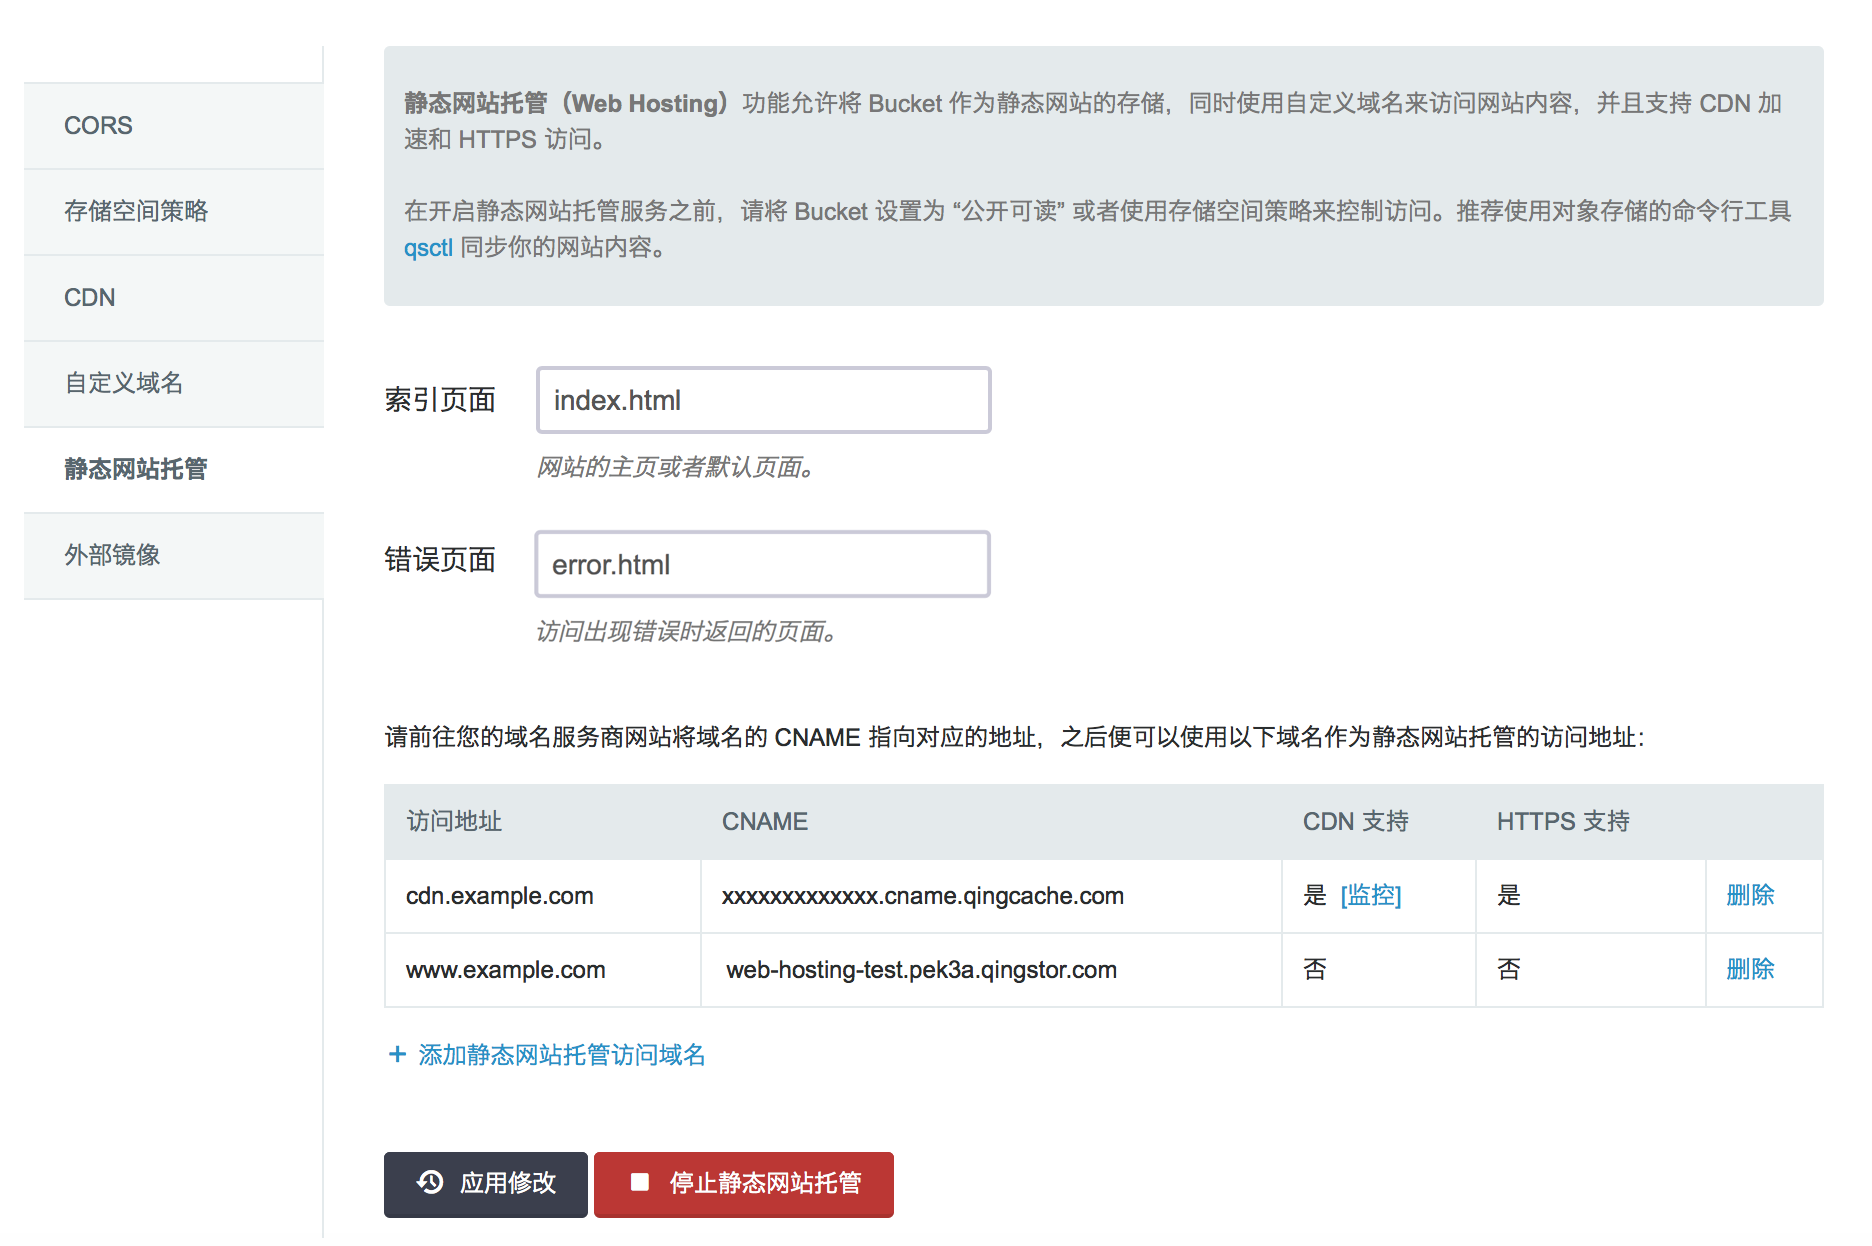 CORS
存储空间策略
CDN
自定义域名
静态网站托管
外部镜像
静态网站托管（Web Hosting）功能允许将 Bucket 作为静态网站的存储，同时使用自定义域名来访问网站内容，并且支持 CDN 加
速和 HTTPS 访问。
在开启静态网站托管服务之前，请将 Bucket 设置为 “公开可读” 或者使用存储空间策略来控制访问。推荐使用对象存储的命令行工具
qsctl 同步你的网站内容。
索引页面 index.html
网站的主页或者默认页面。
错误页面 error.html
访问出现错误时返回的页面。
请前往您的域名服务商网站将域名的 CNAME 指向对应的地址，之后便可以使用以下域名作为静态网站托管的访问地址：
访问地址 CNAME CDN 支持 HTTPS 支持
cdn.example.com xxxxxxxxxxxxx.cname.qingcache.com 是 [监控] 是 删除
www.example.com web-hosting-test.pek3a.qingstor.com 否 否 删除
+ 添加静态网站托管访问域名
应用修改 停止静态网站托管